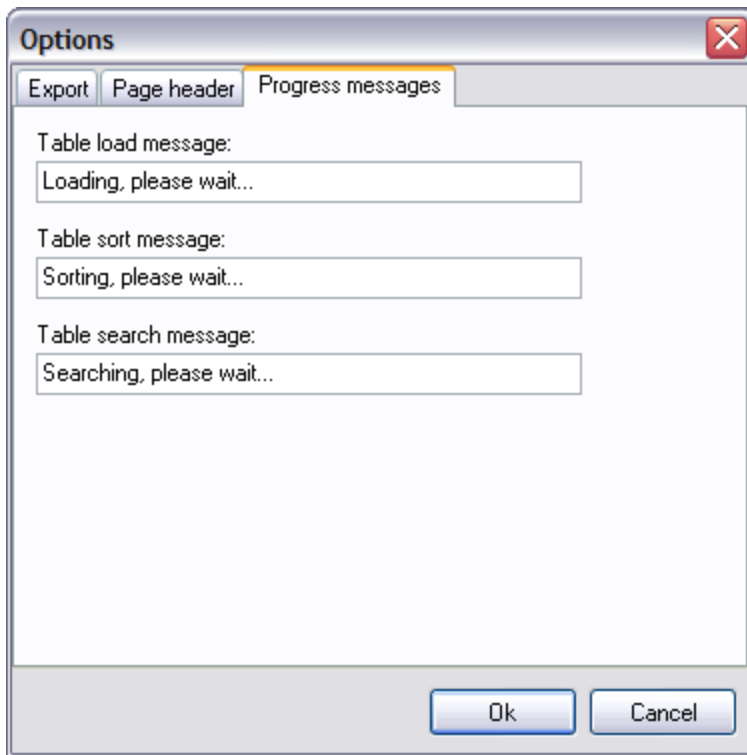 Options
Export Page header Progress messages
Table load message:
Loading, please wait...
Table sort message:
Sorting, please wait...
Table search message:
Searching, please wait...
Ok Cancel